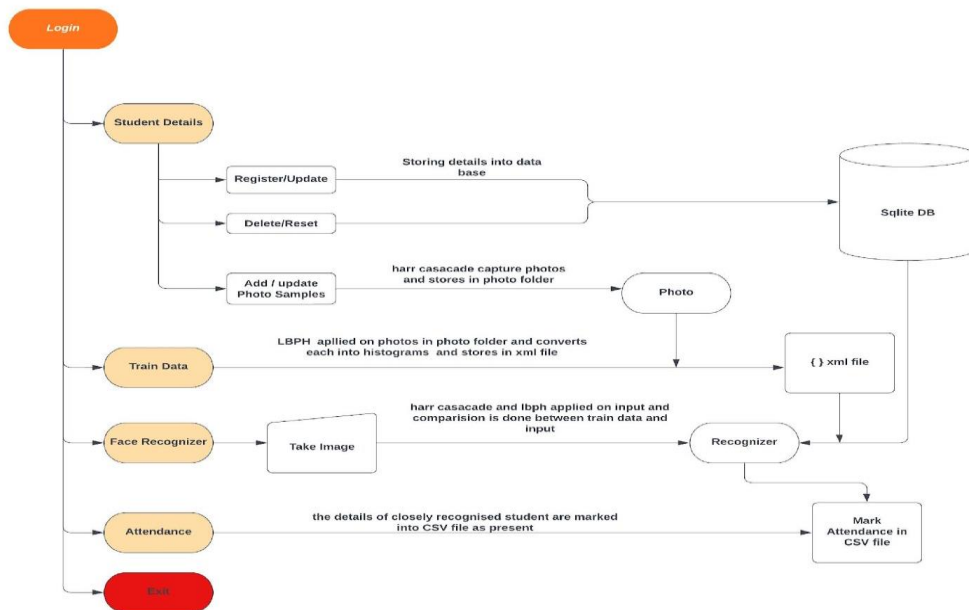 Login
Student Details
Register/Update
Storing details into data
base
Sqlite DB
Delete/Reset
Add / update
Photo Samples
harr casacade capture photos
and stores in photo folder
Photo
Train Data
LBPH apllied on photos in photo folder and converts
each into histograms and stores in xml file
{ } xml file
Face Recognizer
Take Image
harr casacade and lbph applied on input and
comparision is done between train data and
input
Recognizer
Attendance
the details of closely recognised student are marked
into CSV file as present
Mark
Attendance in
CSV file
Exit